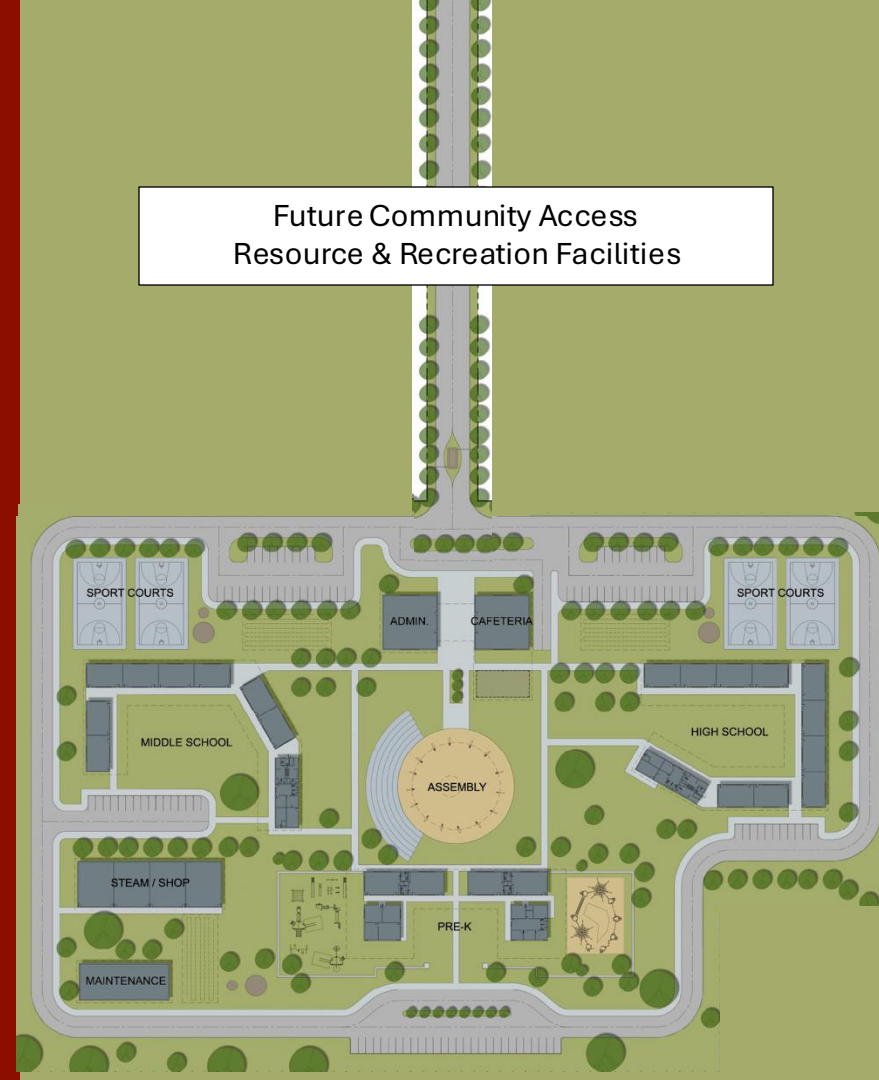 Future Community Access
Resource & Recreation Facilities
SPORT COURTS
SPORT COURTS
ADMIN.
CAFETERIA
MIDDLE SCHOOL
HIGH SCHOOL
ASSEMBLY
STEAM / SHOP
PRE-K
MAINTENANCE